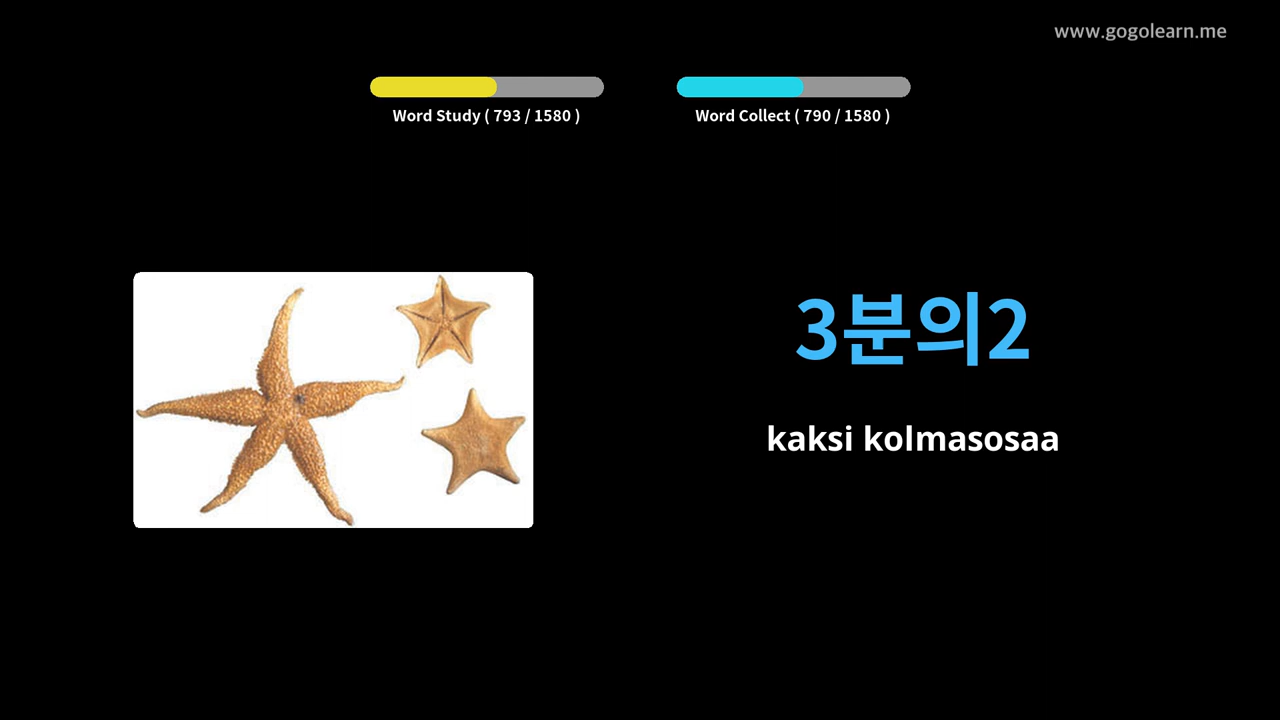 www.gogolearn.me
Word Study ( 793 / 1580 )
Word Collect ( 790 / 1580 )
3분의2
kaksi kolmasosaa